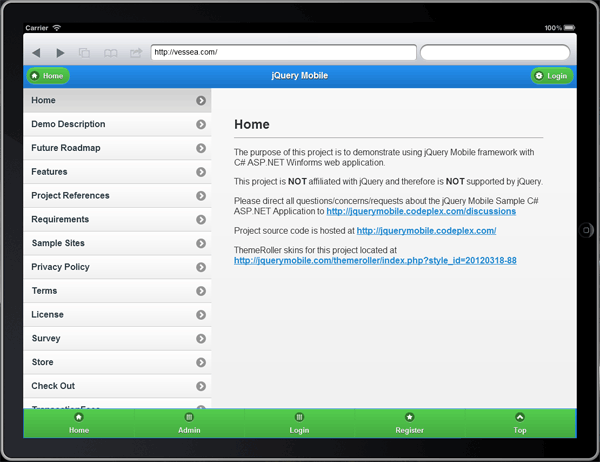 Carrier 100%
http://vessea.com/
Home jQuery Mobile Login
Home
Demo Description
Future Roadmap
Features
Project References
Requirements
Sample Sites
Privacy Policy
Terms
License
Survey
Store
Check Out
Home
The purpose of this project is to demonstrate using jQuery Mobile framework with
C# ASP.NET Winforms web application.
This project is NOT affiliated with jQuery and therefore is NOT supported by jQuery.
Please direct all questions/concerns/requests about the jQuery Mobile Sample C#
ASP.NET Application to http://jquerymobile.codeplex.com/discussions
Project source code is hosted at http://jquerymobile.codeplex.com/
ThemeRoller skins for this project located at
http://jquerymobile.com/themeroller/index.php?style_id=20120318-88
Home Admin Login Register Top